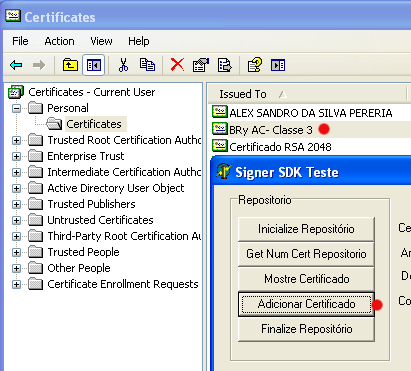 Certificates
File Action View Help
Certificates - Current User
Personal
Certificates
Trusted Root Certification Autho
Enterprise Trust
Intermediate Certification Autho
Active Directory User Object
Trusted Publishers
Untrusted Certificates
Third-Party Root Certification Au
Trusted People
Other People
Certificate Enrollment Requests
Issued To
ALEX SANDRO DA SILVA PERERIA
BRy AC- Classe 3
Certificado RSA 2048
Signer SDK Teste
Repositorio
Inicialize Repositório
Get Num Cert Repositorio
Mostre Certificado
Adicionar Certificado
Finalize Repositório
Ce
Ar
De
Co